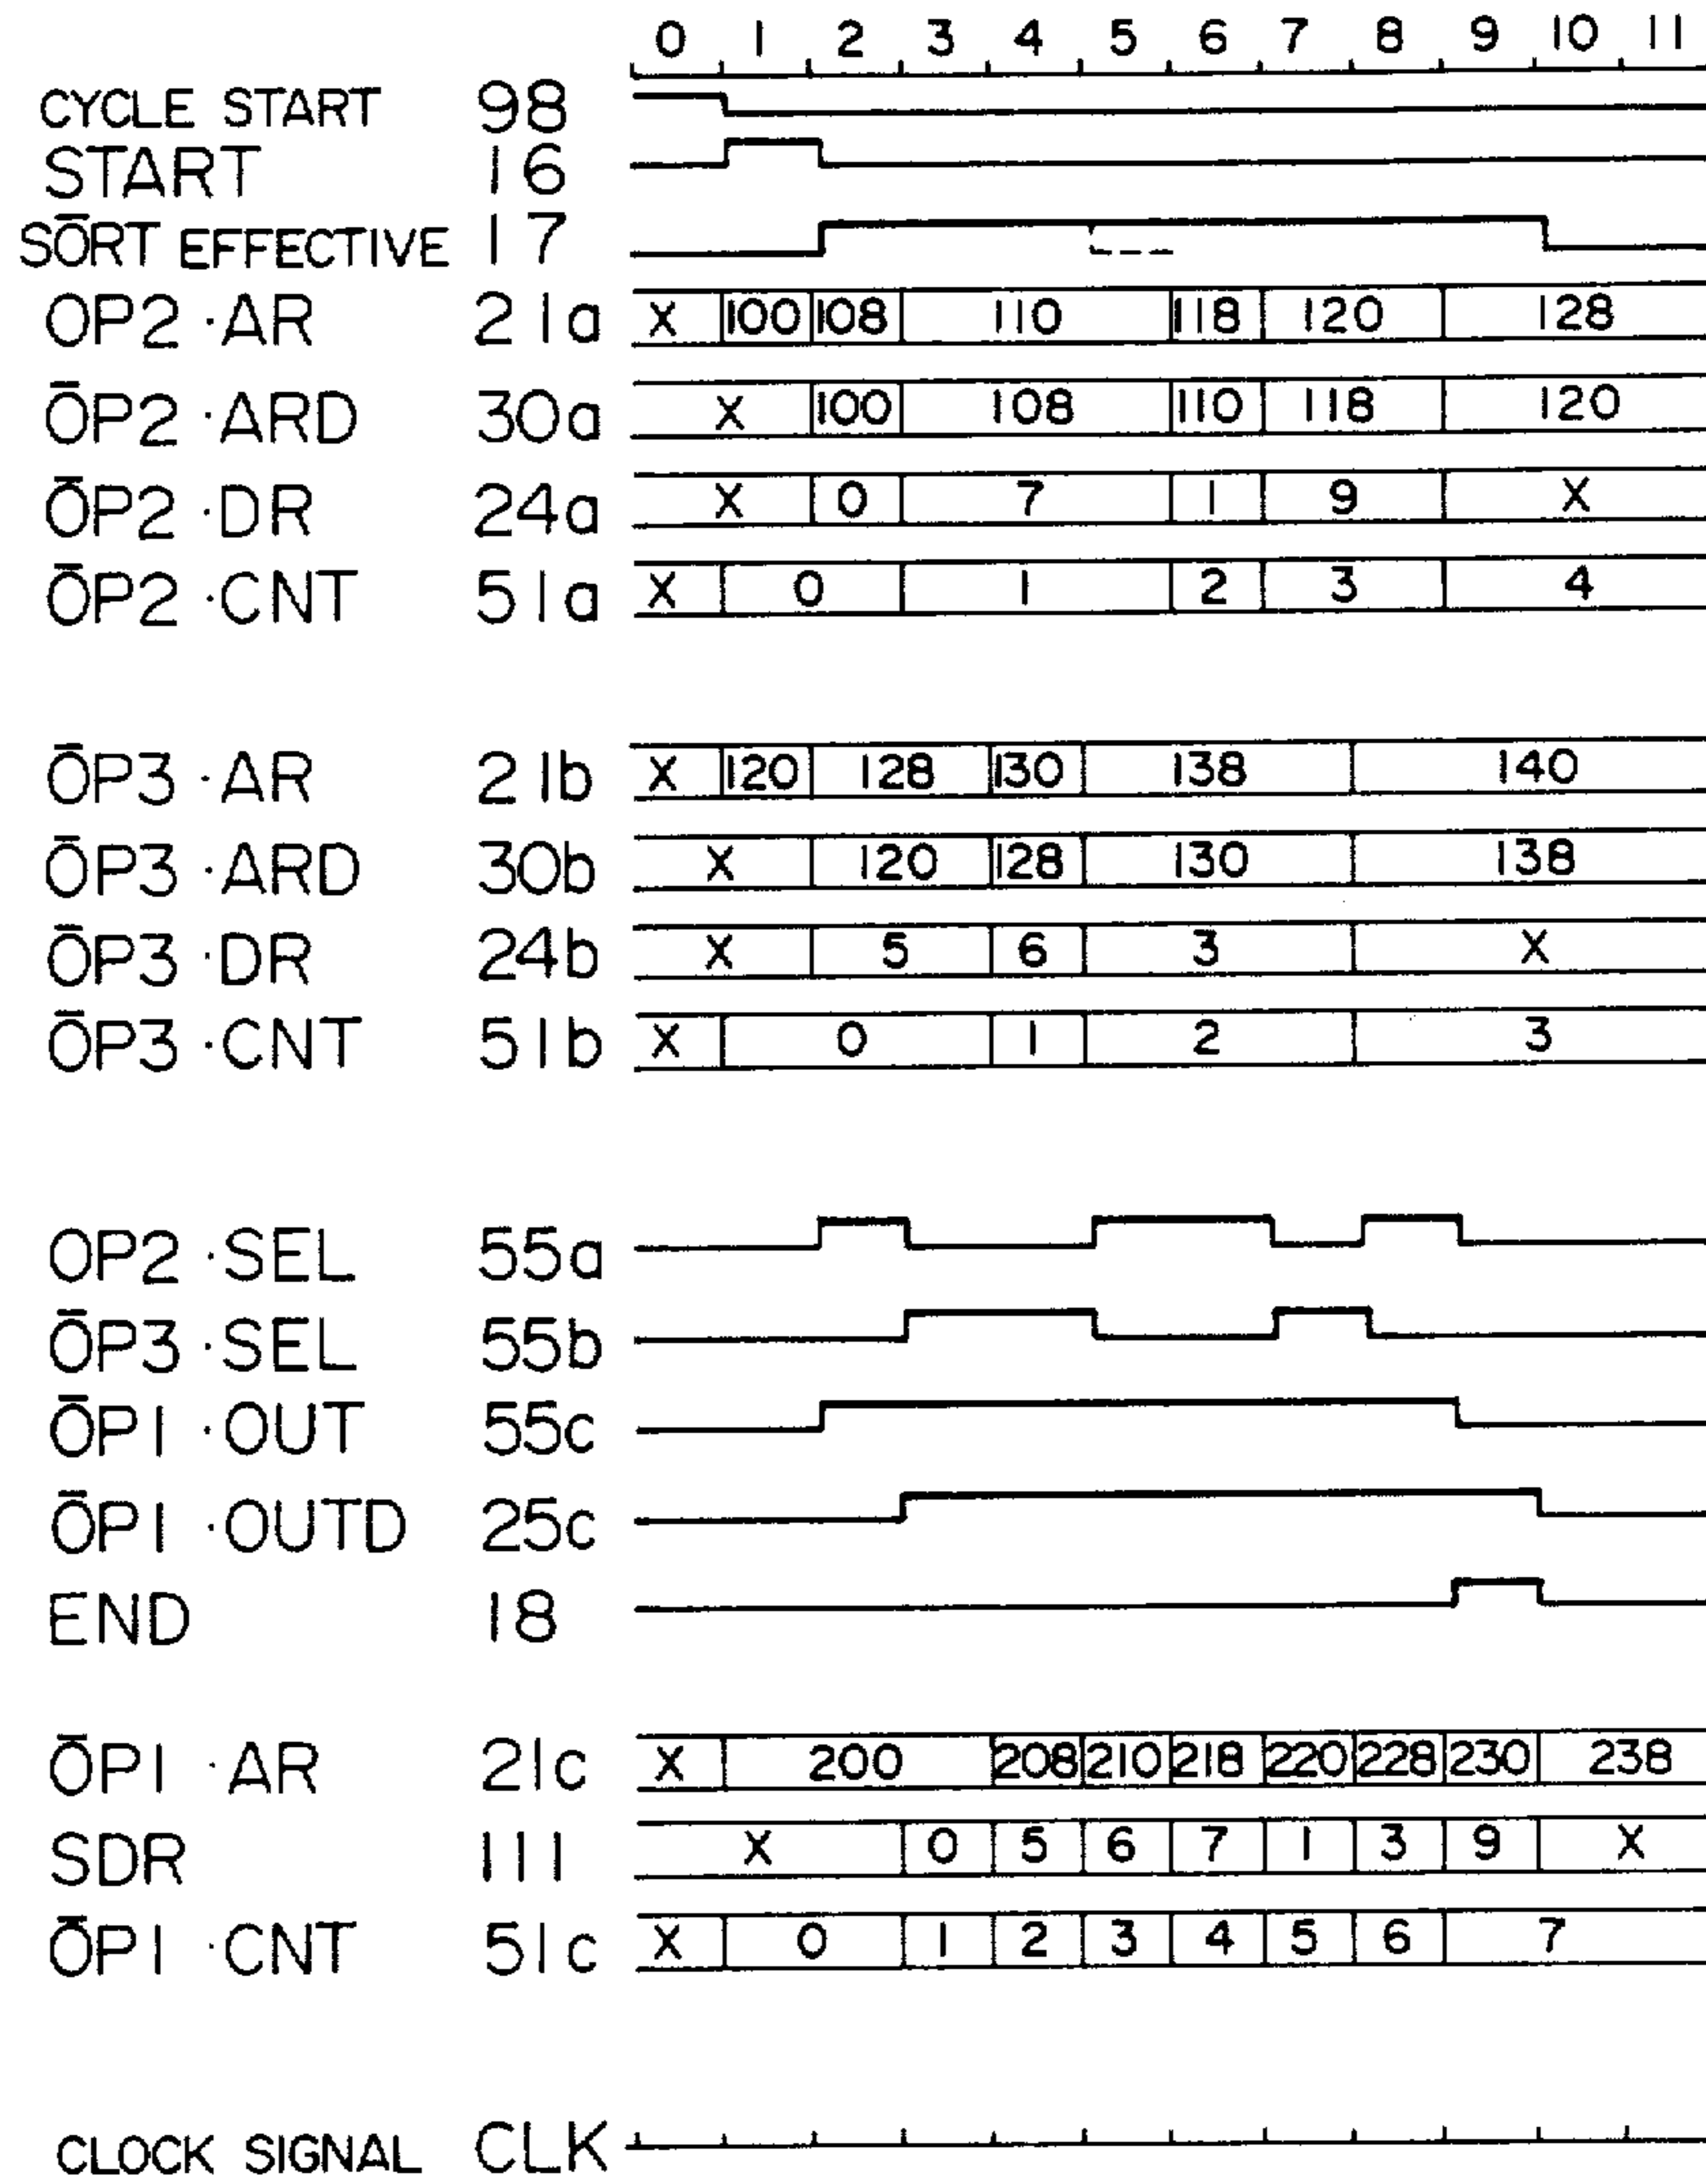 0 1 2 3 4 5 6 7 8 9 10 11
CYCLE START 98
START 16
SŌRT EFFECTIVE 17
OP2·AR 21a X 100 108 110 118 120 128
ŌP2·ARD 30a X 100 108 110 118 120
ŌP2·DR 24a X 0 7 1 9 X
ŌP2·CNT 51a X 0 1 2 3 4
ŌP3·AR 21b X 120 128 130 138 140
ŌP3·ARD 30b X 120 128 130 138
ŌP3·DR 24b X 5 6 3 X
ŌP3·CNT 51b X 0 1 2 3
OP2·SEL 55a
ŌP3·SEL 55b
ŌP1·OUT 55c
ŌP1·OUTD 25c
END 18
ŌP1·AR 21c X 200 208 210 218 220 228 230 238
SDR 111 X 0 5 6 7 1 3 9 X
ŌP1·CNT 51c X 0 1 2 3 4 5 6 7
CLOCK SIGNAL CLK